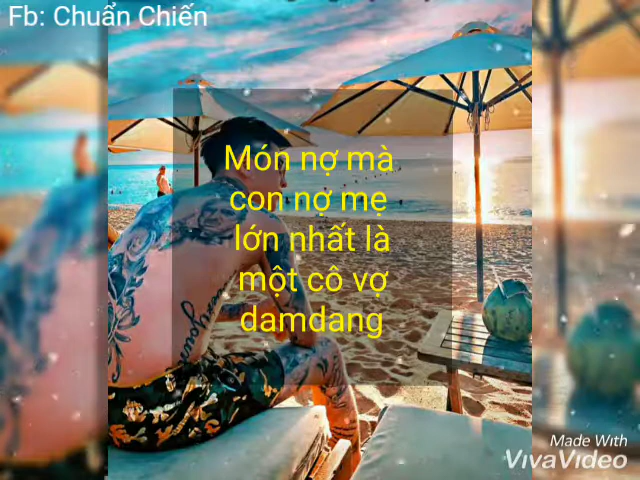 Fb: Chuẩn Chiến
Món nợ mà
con nợ mẹ
lớn nhất là
một cô vợ
damdang
Made With
VivaVideo